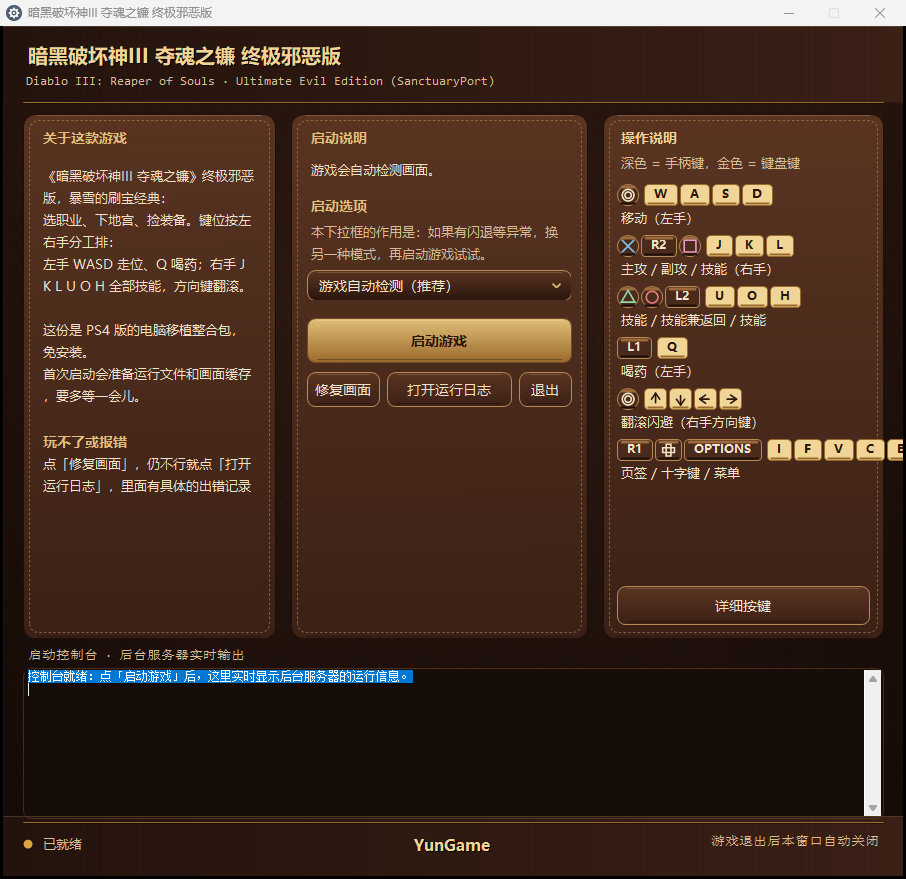 暗黑破坏神III 夺魂之镰 终极邪恶版
暗黑破坏神III 夺魂之镰 终极邪恶版
Diablo III: Reaper of Souls · Ultimate Evil Edition (SanctuaryPort)
关于这款游戏
《暗黑破坏神III 夺魂之镰》终极邪恶
版，暴雪的刷宝经典：
选职业、下地宫、捡装备。键位按左
右手分工排：
左手 WASD 走位、Q 喝药；右手 J
K L U O H 全部技能，方向键翻滚。
这份是 PS4 版的电脑移植整合包，
免安装。
首次启动会准备运行文件和画面缓存
，要多等一会儿。
玩不了或报错
点「修复画面」，仍不行就点「打开
运行日志」，里面有具体的出错记录
启动说明
游戏会自动检测画面。
启动选项
本下拉框的作用是：如果有闪退等异常，换
另一种模式，再启动游戏试试。
游戏自动检测（推荐）
启动游戏
修复画面 打开运行日志 退出
操作说明
深色 = 手柄键，金色 = 键盘键
W A S D
移动（左手）
R2 J K L
主攻 / 副攻 / 技能（右手）
L2 U O H
技能 / 技能兼返回 / 技能
L1 Q
喝药（左手）
↑ ↓ ← →
翻滚闪避（右手方向键）
R1 OPTIONS I F V C
页签 / 十字键 / 菜单
详细按键
启动控制台 · 后台服务器实时输出
控制台就绪：点「启动游戏」后，这里实时显示后台服务器的运行信息。
已就绪
YunGame
游戏退出后本窗口自动关闭